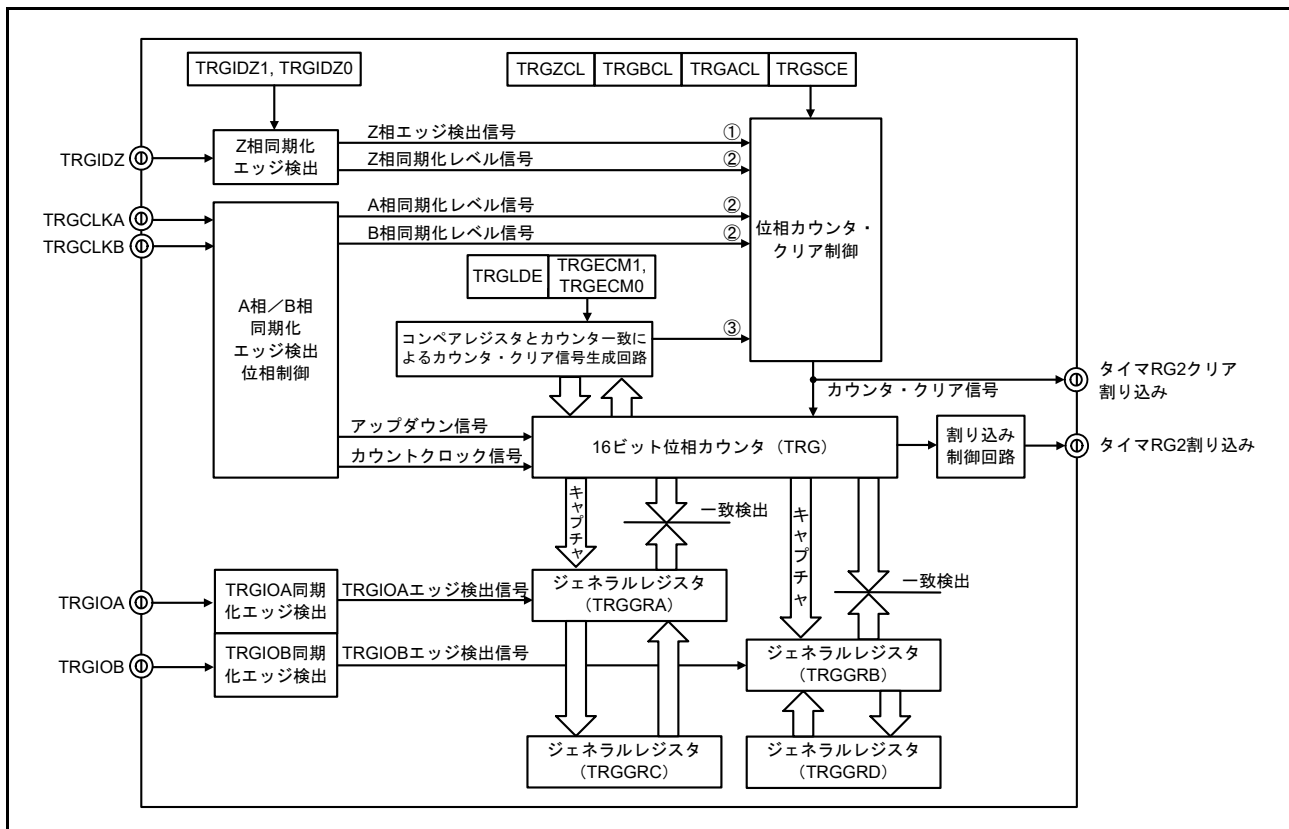 TRGIDZ1, TRGIDZ0
TRGZCL
TRGBCL
TRGACL
TRGSCE
TRGIDZ
Z相同期化
エッジ検出
Z相エッジ検出信号
①
Z相同期化レベル信号
②
TRGCLKA
TRGCLKB
A相同期化レベル信号
②
B相同期化レベル信号
②
位相カウンタ・
クリア制御
A相／B相
同期化
エッジ検出
位相制御
TRGLDE
TRGECM1,
TRGECM0
コンペアレジスタとカウンター致に
よるカウンタ・クリア信号生成回路
③
カウンタ・クリア信号
タイマRG2クリア
割り込み
アップダウン信号
カウントクロック信号
16ビット位相カウンタ（TRG）
割り込み
制御回路
タイマRG2割り込み
キャプチャ
一致検出
キャプチャ
一致検出
TRGIOA
TRGIOA同期
化エッジ検出
TRGIOAエッジ検出信号
ジェネラルレジスタ
（TRGGRA）
TRGIOB
TRGIOB同期
化エッジ検出
TRGIOBエッジ検出信号
ジェネラルレジスタ
（TRGGRB）
ジェネラルレジスタ
（TRGGRC）
ジェネラルレジスタ
（TRGGRD）